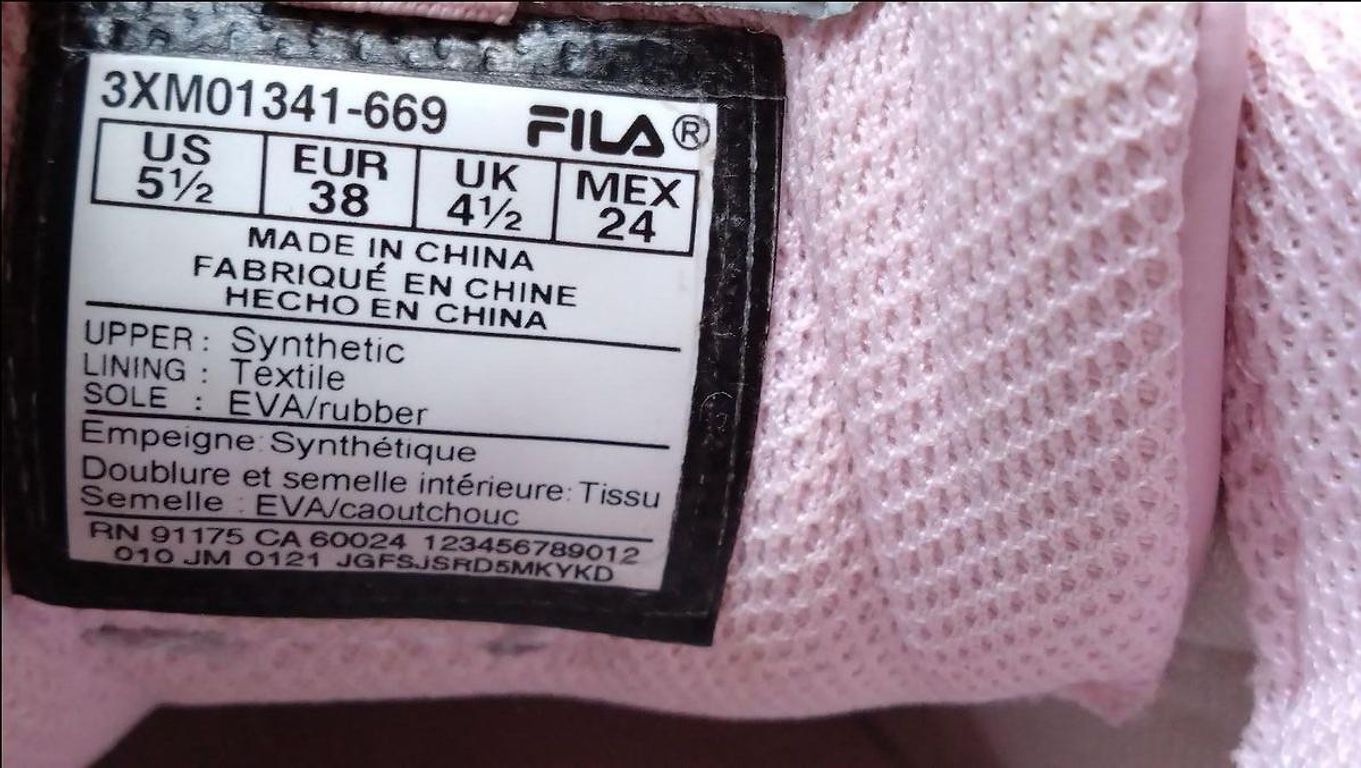 3XM01341-669 FILA®
US EUR UK MEX
5½ 38 4½ 24
MADE IN CHINA
FABRIQUÉ EN CHINE
HECHO EN CHINA
UPPER : Synthetic
LINING : Textile
SOLE : EVA/rubber
Empeigne: Synthétique
Doublure et semelle intérieure: Tissu
Semelle : EVA/caoutchouc
RN 91175 CA 60024 123456789012
010 JM 0121 JGFSJSRD5MKYKD